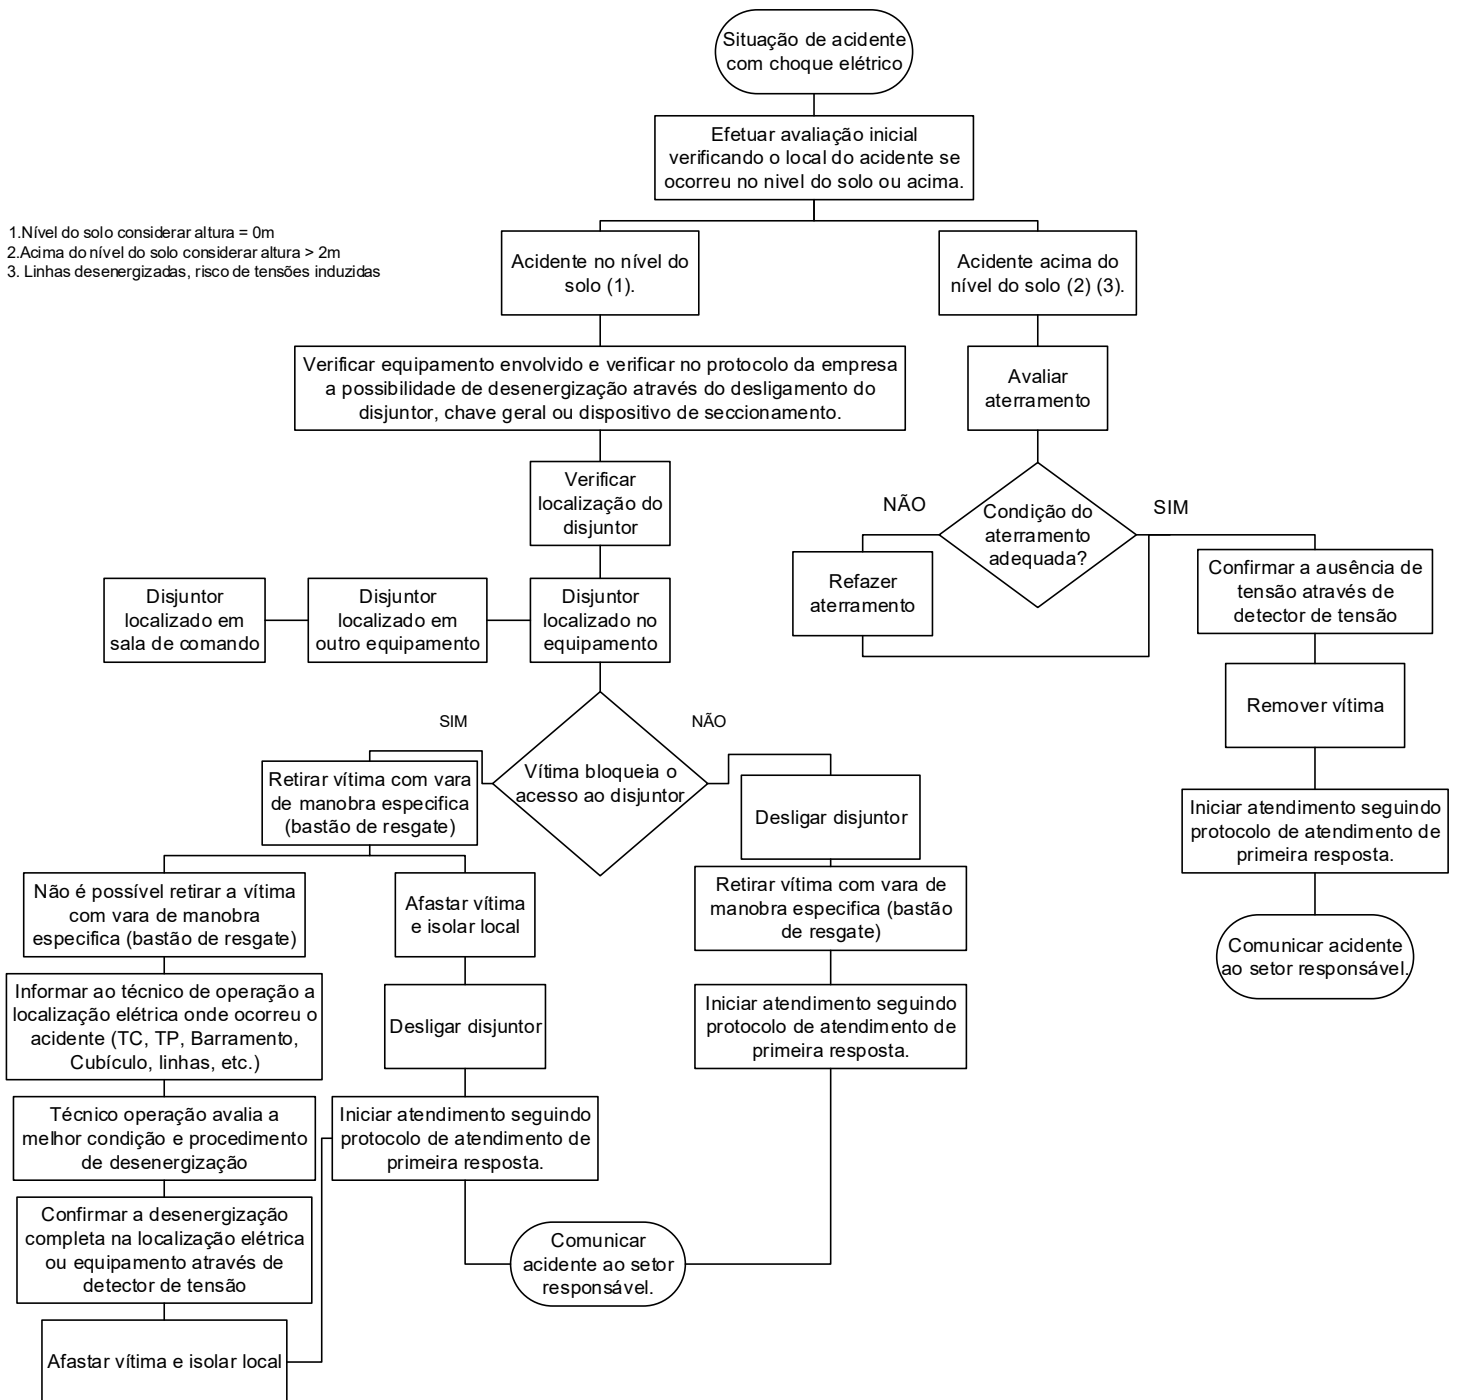 Situação de acidente
com choque elétrico
Efetuar avaliação inicial
verificando o local do acidente se
ocorreu no nivel do solo ou acima.
1.Nível do solo considerar altura = 0m
2.Acima do nível do solo considerar altura > 2m
3. Linhas desenergizadas, risco de tensões induzidas
Acidente no nível do
solo (1).
Acidente acima do
nível do solo (2) (3).
Verificar equipamento envolvido e verificar no protocolo da empresa
a possibilidade de desenergização através do desligamento do
disjuntor, chave geral ou dispositivo de seccionamento.
Avaliar
aterramento
Verificar
localização do
disjuntor
NÃO
Condição do
aterramento
adequada?
SIM
Refazer
aterramento
Confirmar a ausência de
tensão através de
detector de tensão
Disjuntor
localizado em
sala de comando
Disjuntor
localizado em
outro equipamento
Disjuntor
localizado no
equipamento
Remover vítima
SIM
NÃO
Vítima bloqueia o
acesso ao disjuntor
Retirar vítima com vara
de manobra especifica
(bastão de resgate)
Desligar disjuntor
Iniciar atendimento seguindo
protocolo de atendimento de
primeira resposta.
Não é possível retirar a vítima
com vara de manobra
especifica (bastão de resgate)
Afastar vítima
e isolar local
Retirar vítima com vara de
manobra especifica (bastão
de resgate)
Comunicar acidente
ao setor responsável.
Informar ao técnico de operação a
localização elétrica onde ocorreu o
acidente (TC, TP, Barramento,
Cubículo, linhas, etc.)
Desligar disjuntor
Iniciar atendimento seguindo
protocolo de atendimento de
primeira resposta.
Técnico operação avalia a
melhor condição e procedimento
de desenergização
Iniciar atendimento seguindo
protocolo de atendimento de
primeira resposta.
Confirmar a desenergização
completa na localização elétrica
ou equipamento através de
detector de tensão
Comunicar
acidente ao setor
responsável.
Afastar vítima e isolar local